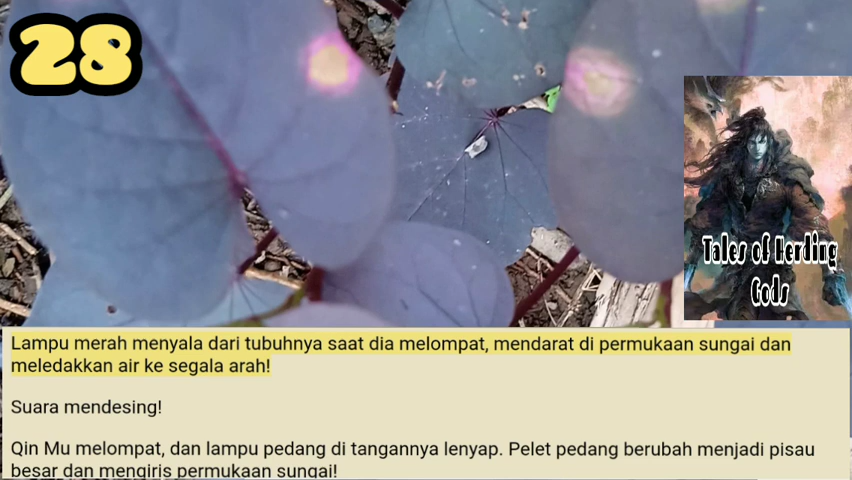 28
Tales of Herding
Gods
Lampu merah menyala dari tubuhnya saat dia melompat, mendarat di permukaan sungai dan
meledakkan air ke segala arah!
Suara mendesing!
Qin Mu melompat, dan lampu pedang di tangannya lenyap. Pelet pedang berubah menjadi pisau
besar dan mengiris permukaan sungai!